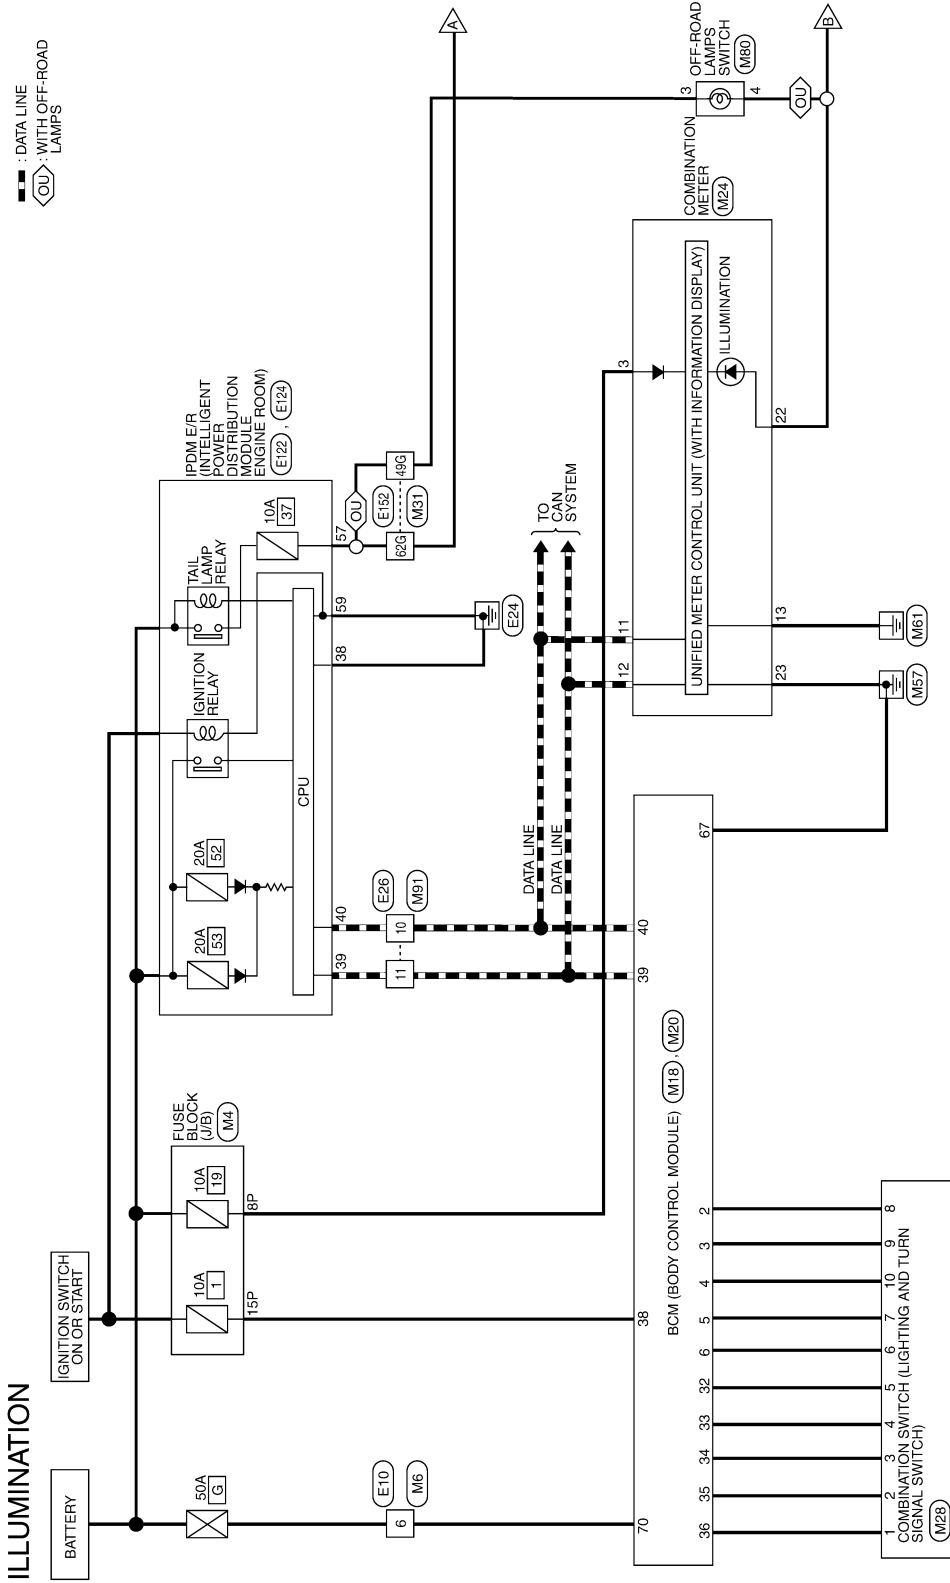 ILLUMINATION
: DATA LINE
OU
: WITH OFF-ROAD
LAMPS
BATTERY
IGNITION SWITCH
ON OR START
50A
G
FUSE
BLOCK
(J/B)
M4
10A
1
10A
19
15P
8P
IPDM E/R
(INTELLIGENT
POWER
DISTRIBUTION
MODULE
ENGINE ROOM)
E122
,
E124
20A
53
20A
52
IGNITION
RELAY
TAIL
LAMP
RELAY
10A
37
CPU
39
40
38
59
57
OU
E10
6
M6
E26
11
10
M91
E152
62G
49G
M31
A
E24
DATA LINE
DATA LINE
TO
CAN
SYSTEM
70
38
39
40
BCM (BODY CONTROL MODULE)
M18
,
M20
36
35
34
33
32
6
5
4
3
2
67
1
2
3
4
5
6
7
10
9
8
COMBINATION SWITCH (LIGHTING AND TURN
SIGNAL SWITCH)
M28
COMBINATION
METER
M24
12
11
3
UNIFIED METER CONTROL UNIT (WITH INFORMATION DISPLAY)
ILLUMINATION
23
13
22
M57
M61
OFF-ROAD
LAMPS
SWITCH
M80
3
4
OU
B